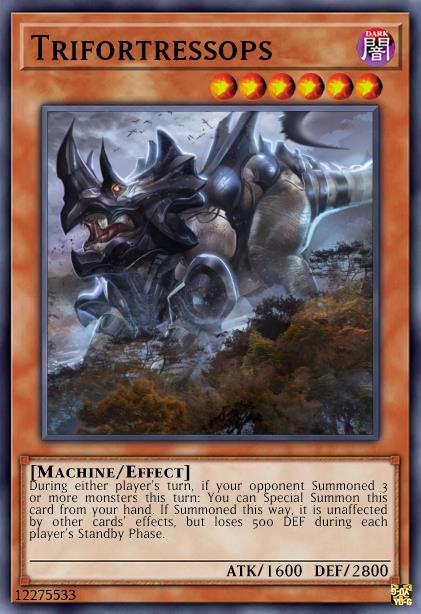 TRIFORTRESSOPS
DARK
闇
[MACHINE/EFFECT]
During either player's turn, if your opponent Summoned 3
or more monsters this turn: You can Special Summon this
card from your hand. If Summoned this way, it is unaffected
by other cards' effects, but loses 500 DEF during each
player's Standby Phase.
ATK/1600 DEF/2800
12275533